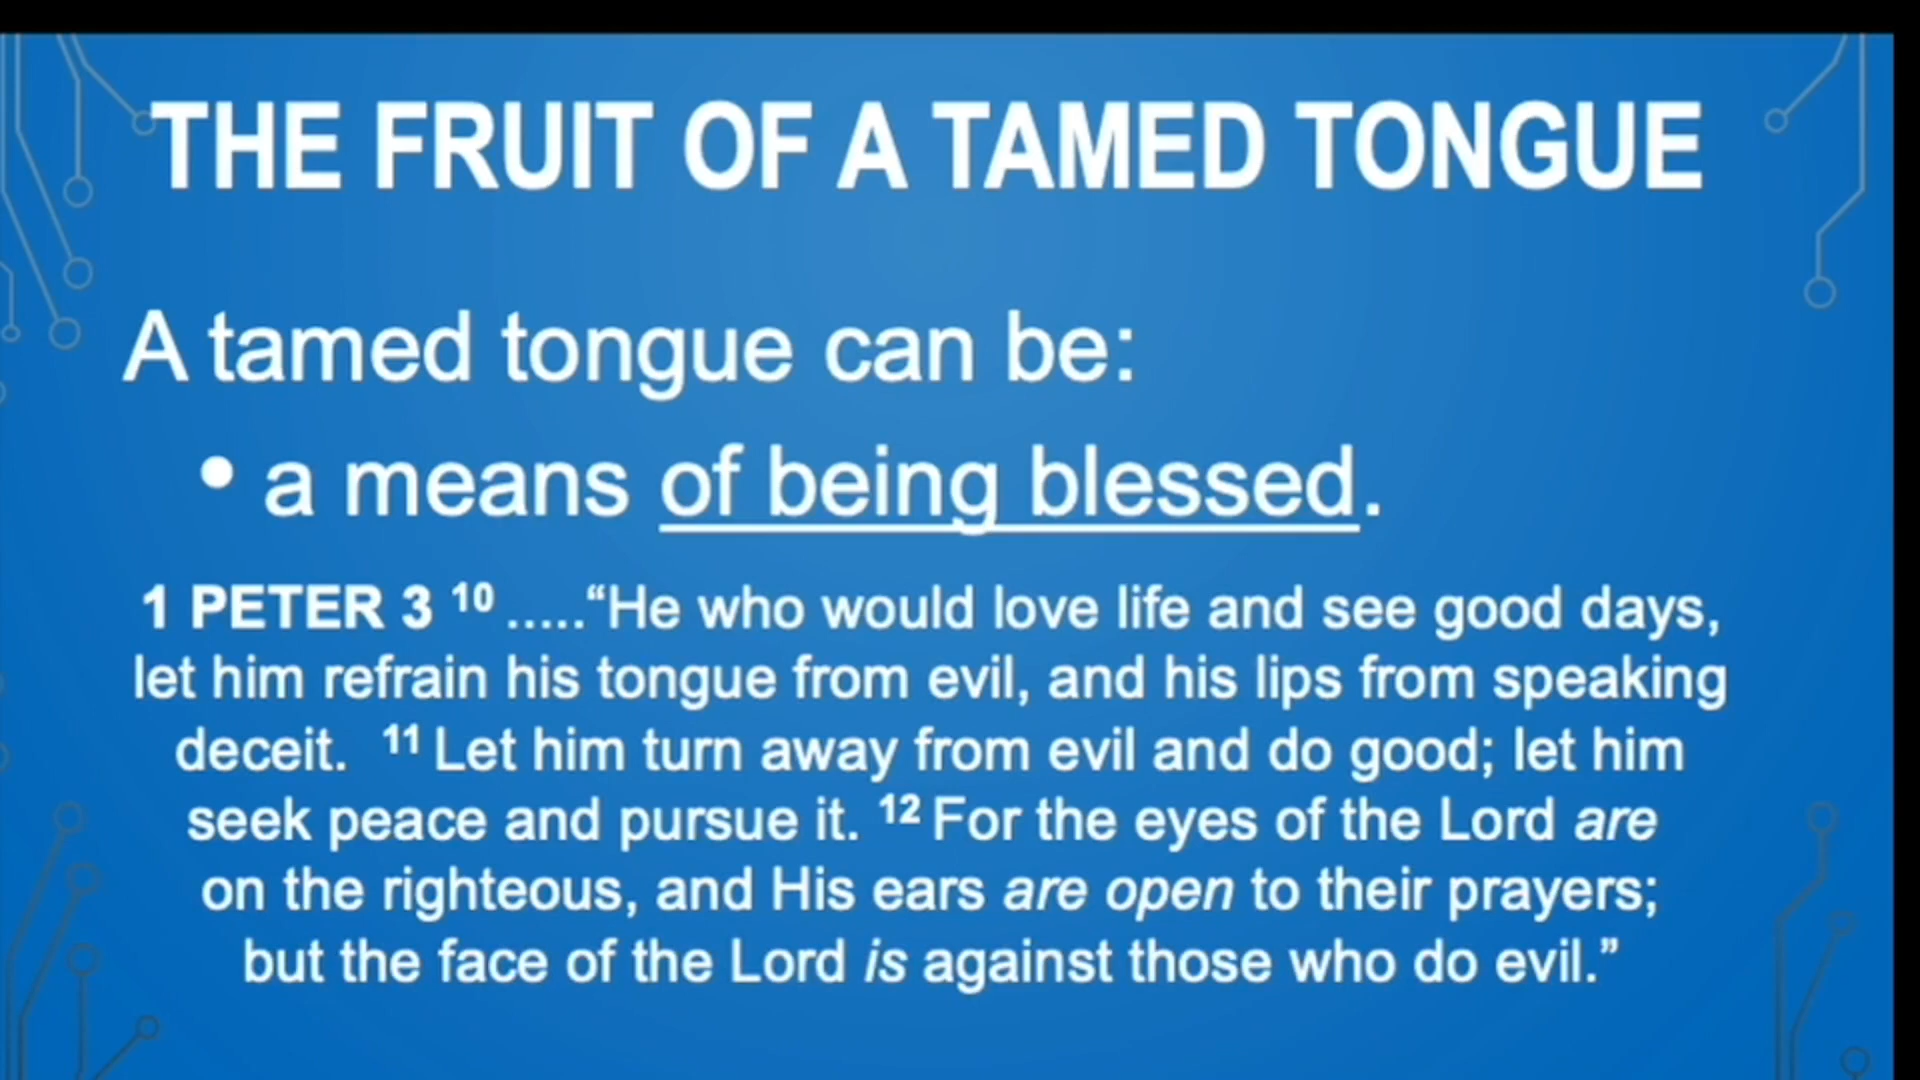 THE FRUIT OF A TAMED TONGUE
A tamed tongue can be:
• a means of being blessed.
1 PETER 3 10 .....“He who would love life and see good days,
let him refrain his tongue from evil, and his lips from speaking
deceit. 11 Let him turn away from evil and do good; let him
seek peace and pursue it. 12 For the eyes of the Lord are
on the righteous, and His ears are open to their prayers;
but the face of the Lord is against those who do evil.”